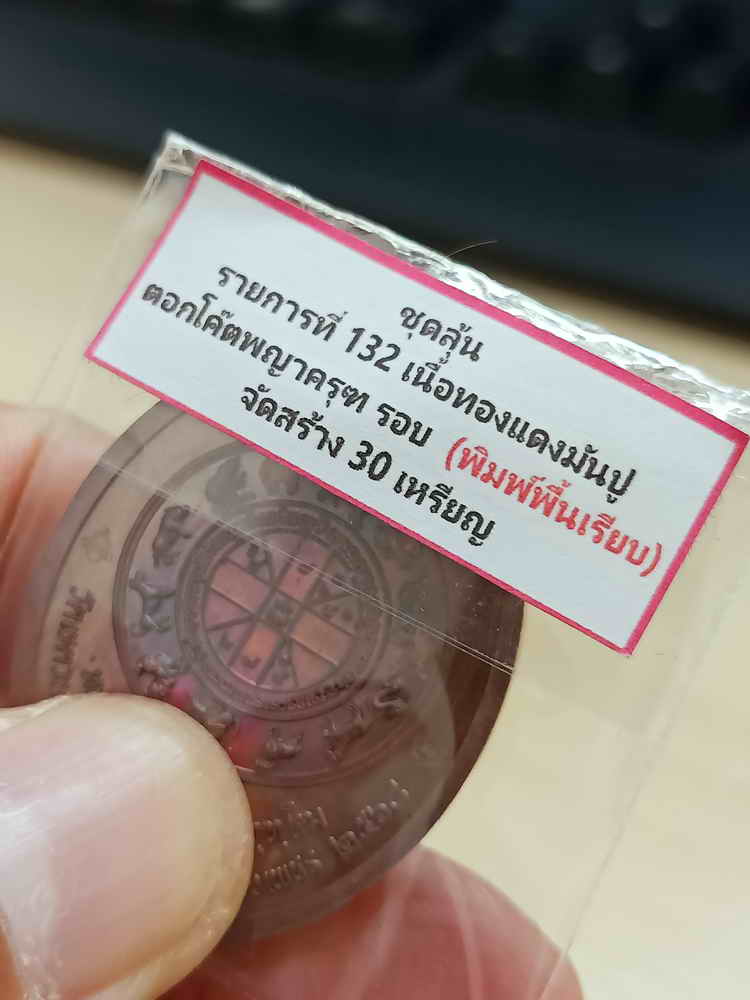 ชุดลุ้น
รายการที่ 132 เนื้อทองแดงมันปู
ตอกโค๊ตพญาครุฑ รอบ (พิมพ์พื้นเรียบ)
จัดสร้าง 30 เหรียญ